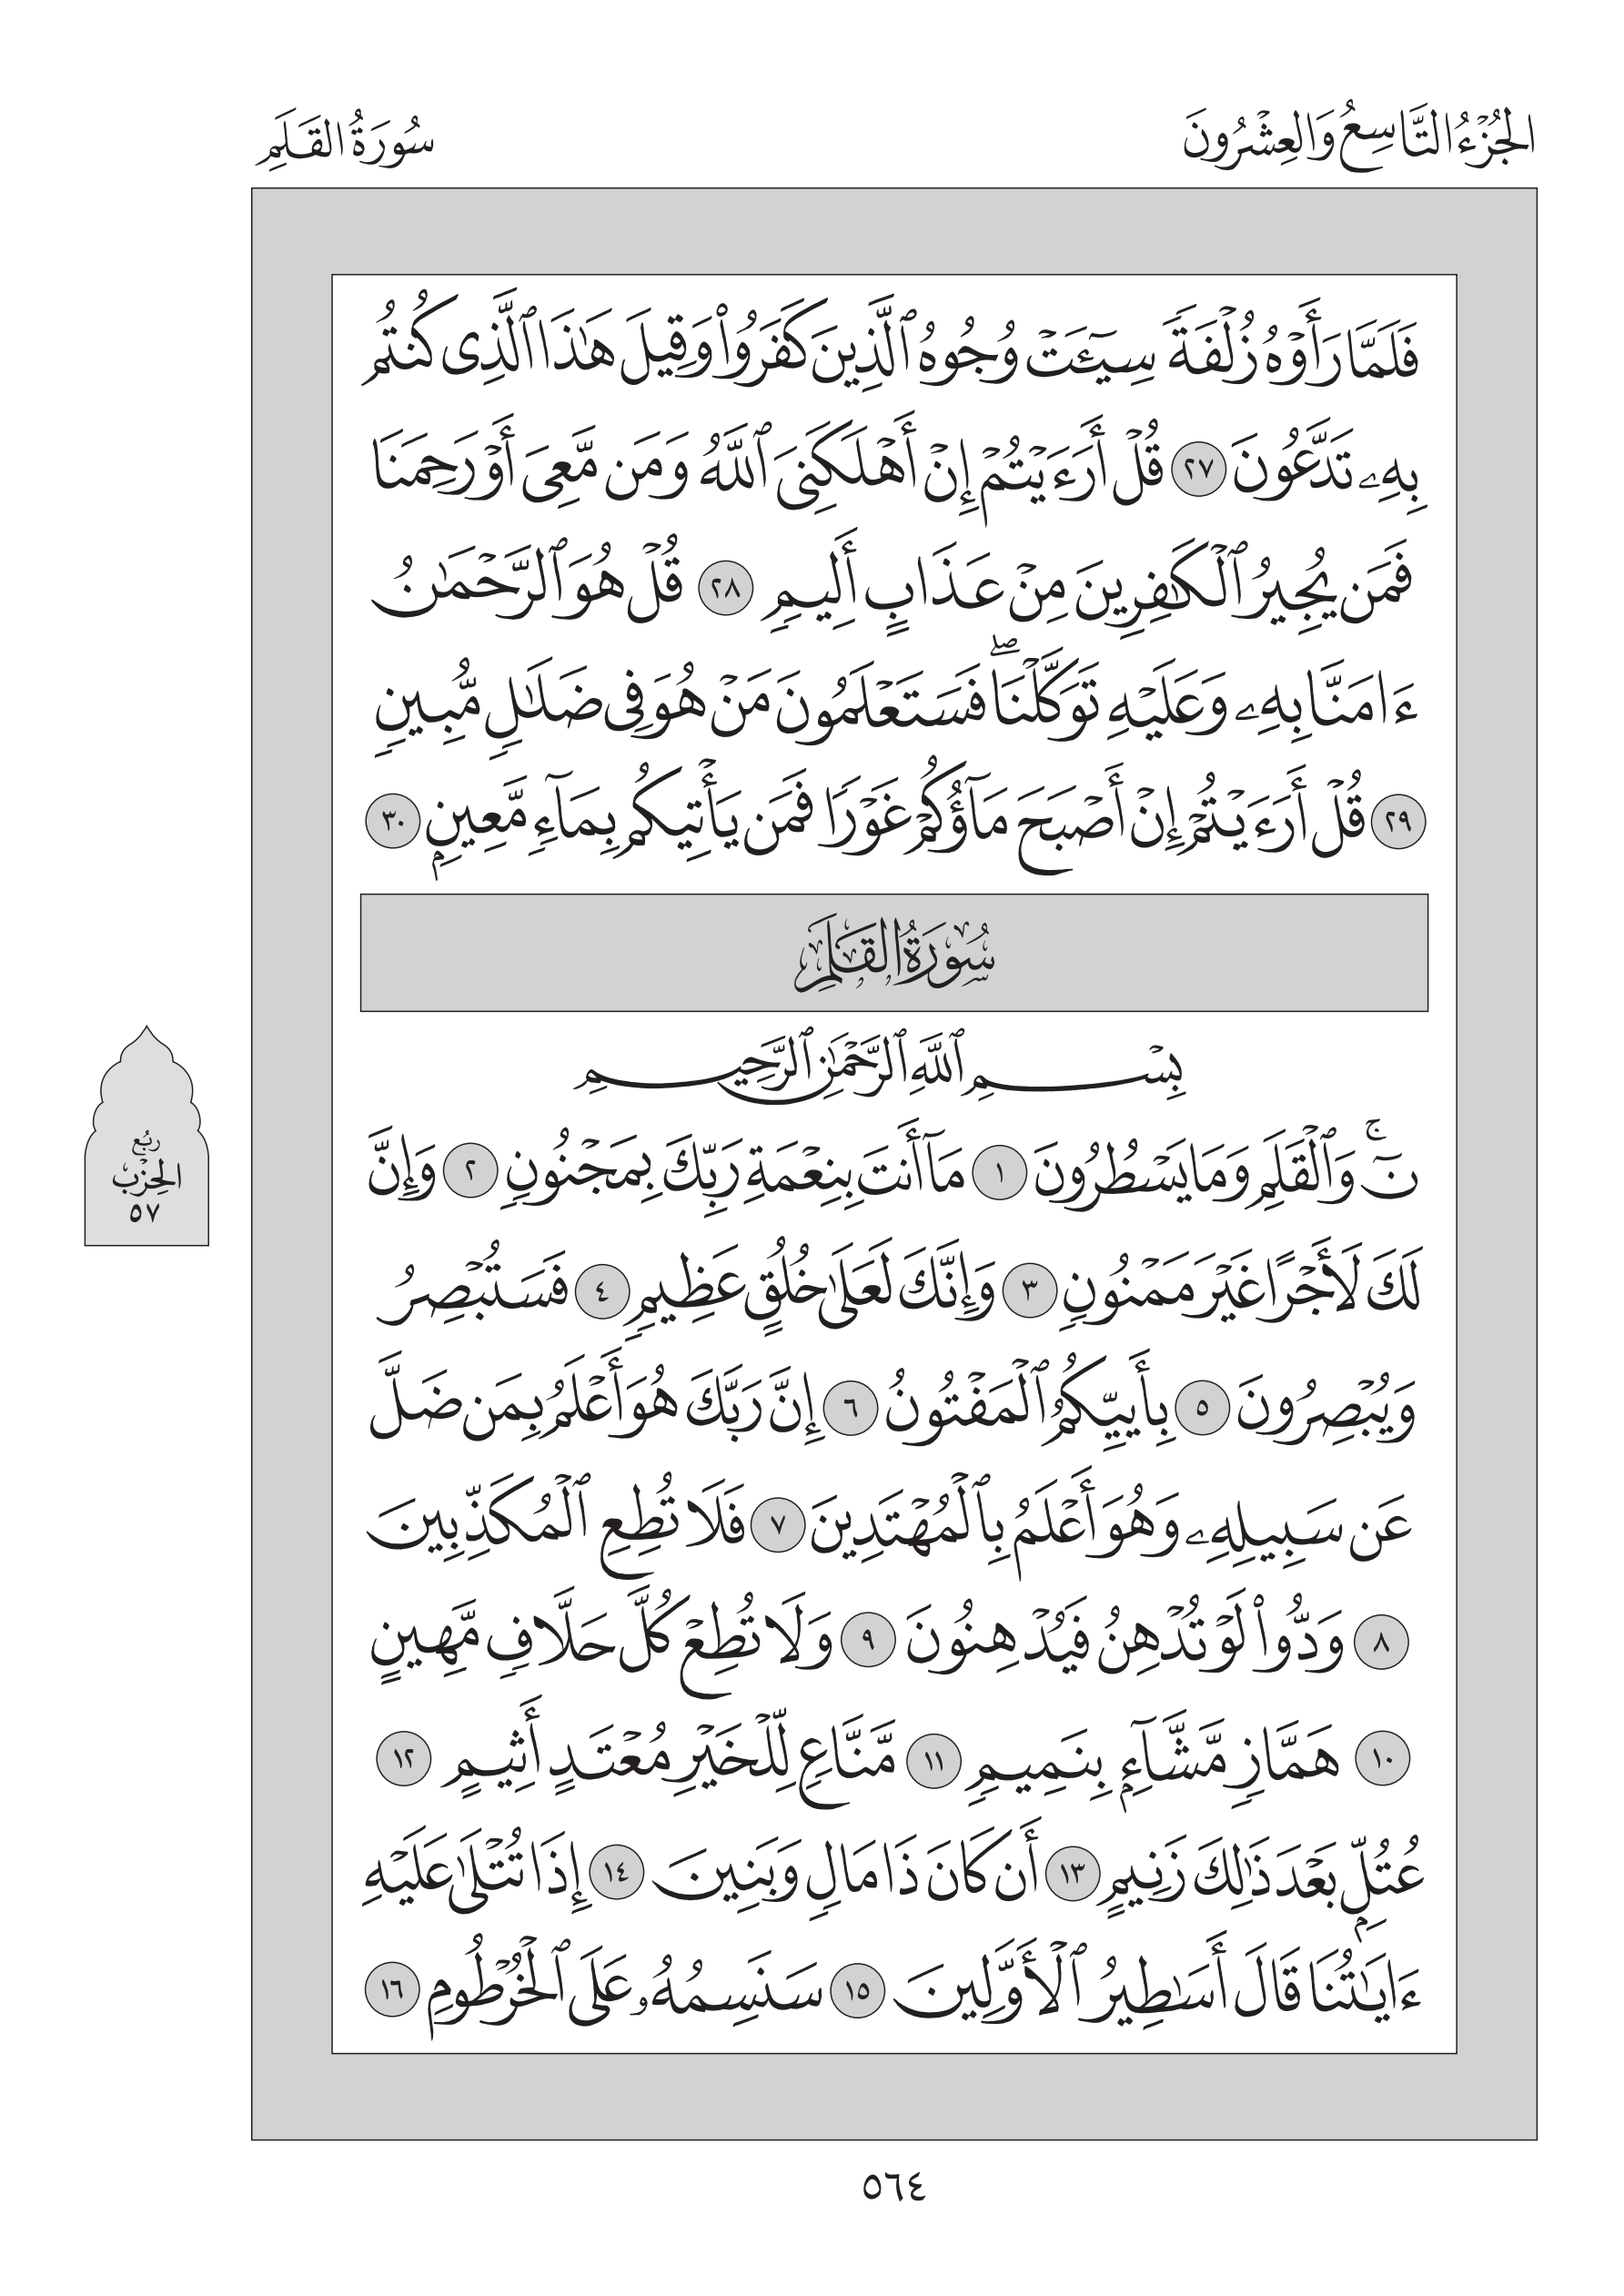 الجُزْءُ التَّاسِعُ وَالعِشْرُونَ
سُورَةُ القَلَمِ
فَلَمَّا رَأَوۡهُ زُلۡفَةٗ سِيٓـَٔتۡ وُجُوهُ ٱلَّذِينَ كَفَرُواْ وَقِيلَ هَٰذَا ٱلَّذِي كُنتُم
بِهِۦ تَدَّعُونَ ٢٧ قُلۡ أَرَءَيۡتُمۡ إِنۡ أَهۡلَكَنِيَ ٱللَّهُ وَمَن مَّعِيَ أَوۡ رَحِمَنَا
فَمَن يُجِيرُ ٱلۡكَٰفِرِينَ مِنۡ عَذَابٍ أَلِيمٖ ٢٨ قُلۡ هُوَ ٱلرَّحۡمَٰنُ
ءَامَنَّا بِهِۦ وَعَلَيۡهِ تَوَكَّلۡنَاۖ فَسَتَعۡلَمُونَ مَنۡ هُوَ فِي ضَلَٰلٖ مُّبِينٖ
٢٩ قُلۡ أَرَءَيۡتُمۡ إِنۡ أَصۡبَحَ مَآؤُكُمۡ غَوۡرٗا فَمَن يَأۡتِيكُم بِمَآءٖ مَّعِينِۭ ٣٠
سُورَةُ القَلَمِ
بِسۡمِ ٱللَّهِ ٱلرَّحۡمَٰنِ ٱلرَّحِيمِ
نٓۚ وَٱلۡقَلَمِ وَمَا يَسۡطُرُونَ ١ مَآ أَنتَ بِنِعۡمَةِ رَبِّكَ بِمَجۡنُونٖ ٢ وَإِنَّ
لَكَ لَأَجۡرًا غَيۡرَ مَمۡنُونٖ ٣ وَإِنَّكَ لَعَلَىٰ خُلُقٍ عَظِيمٖ ٤ فَسَتُبۡصِرُ
وَيُبۡصِرُونَ ٥ بِأَييِّكُمُ ٱلۡمَفۡتُونُ ٦ إِنَّ رَبَّكَ هُوَ أَعۡلَمُ بِمَن ضَلَّ
عَن سَبِيلِهِۦ وَهُوَ أَعۡلَمُ بِٱلۡمُهۡتَدِينَ ٧ فَلَا تُطِعِ ٱلۡمُكَذِّبِينَ
٨ وَدُّواْ لَوۡ تُدۡهِنُ فَيُدۡهِنُونَ ٩ وَلَا تُطِعۡ كُلَّ حَلَّافٖ مَّهِينٍ
١٠ هَمَّازٖ مَّشَّآءِۭ بِنَمِيمٖ ١١ مَّنَّاعٖ لِّلۡخَيۡرِ مُعۡتَدٍ أَثِيمٍ ١٢
عُتُلِّۭ بَعۡدَ ذَٰلِكَ زَنِيمٍ ١٣ أَن كَانَ ذَا مَالٖ وَبَنِينَ ١٤ إِذَا تُتۡلَىٰ عَلَيۡهِ
ءَايَٰتُنَا قَالَ أَسَٰطِيرُ ٱلۡأَوَّلِينَ ١٥ سَنَسِمُهُۥ عَلَى ٱلۡخُرۡطُومِ ١٦
رُبُع
الحِزْب
٥٧
٥٦٤